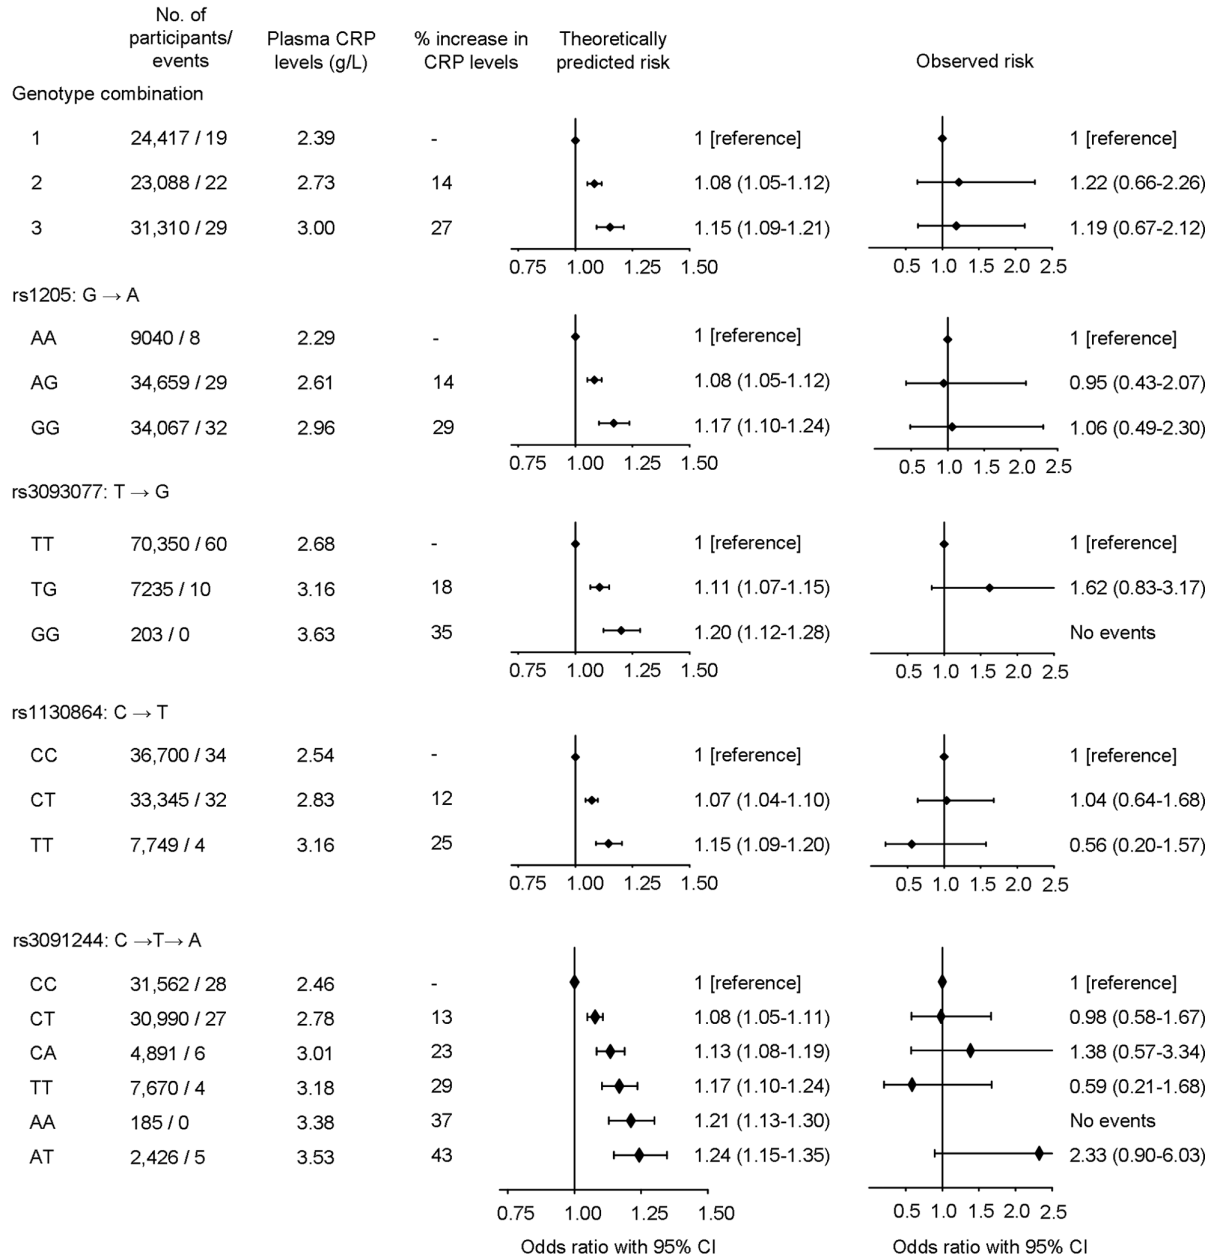 No. of participants/ events Plasma CRP levels (g/L) % increase in CRP levels Theoretically predicted risk Observed risk
Genotype combination
1 24,417 / 19 2.39 - 1 [reference] 1 [reference]
2 23,088 / 22 2.73 14 1.08 (1.05-1.12) 1.22 (0.66-2.26)
3 31,310 / 29 3.00 27 1.15 (1.09-1.21) 1.19 (0.67-2.12)
0.75 1.00 1.25 1.50 0.5 1.0 1.5 2.0 2.5
rs1205: G → A
AA 9040 / 8 2.29 - 1 [reference] 1 [reference]
AG 34,659 / 29 2.61 14 1.08 (1.05-1.12) 0.95 (0.43-2.07)
GG 34,067 / 32 2.96 29 1.17 (1.10-1.24) 1.06 (0.49-2.30)
0.75 1.00 1.25 1.50 0.5 1.0 1.5 2.0 2.5
rs3093077: T → G
TT 70,350 / 60 2.68 - 1 [reference] 1 [reference]
TG 7235 / 10 3.16 18 1.11 (1.07-1.15) 1.62 (0.83-3.17)
GG 203 / 0 3.63 35 1.20 (1.12-1.28) No events
0.75 1.00 1.25 1.50 0.5 1.0 1.5 2.0 2.5
rs1130864: C → T
CC 36,700 / 34 2.54 - 1 [reference] 1 [reference]
CT 33,345 / 32 2.83 12 1.07 (1.04-1.10) 1.04 (0.64-1.68)
TT 7,749 / 4 3.16 25 1.15 (1.09-1.20) 0.56 (0.20-1.57)
0.75 1.00 1.25 1.50 0.5 1.0 1.5 2.0 2.5
rs3091244: C →T→ A
CC 31,562 / 28 2.46 - 1 [reference] 1 [reference]
CT 30,990 / 27 2.78 13 1.08 (1.05-1.11) 0.98 (0.58-1.67)
CA 4,891 / 6 3.01 23 1.13 (1.08-1.19) 1.38 (0.57-3.34)
TT 7,670 / 4 3.18 29 1.17 (1.10-1.24) 0.59 (0.21-1.68)
AA 185 / 0 3.38 37 1.21 (1.13-1.30) No events
AT 2,426 / 5 3.53 43 1.24 (1.15-1.35) 2.33 (0.90-6.03)
0.75 1.00 1.25 1.50 0.5 1.0 1.5 2.0 2.5
Odds ratio with 95% CI Odds ratio with 95% CI